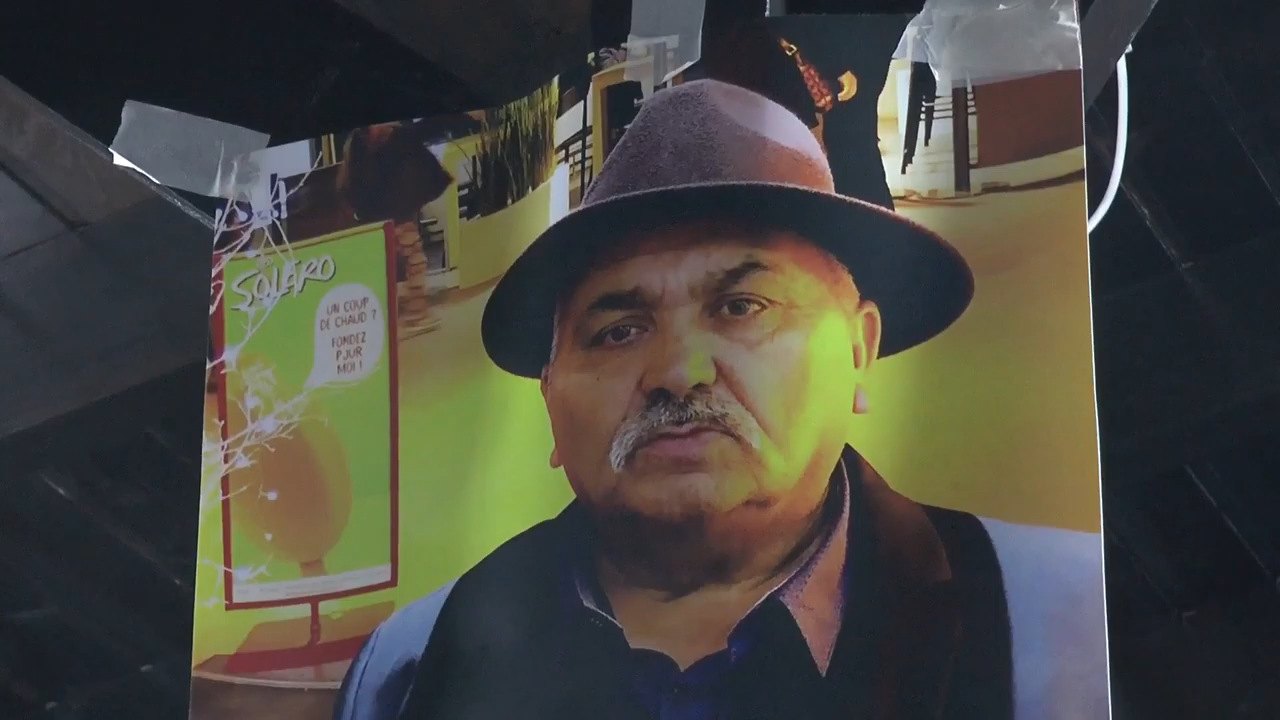 SOLERO
UN COUP
DE CHAUD ?
FONDEZ
POUR
MOI !